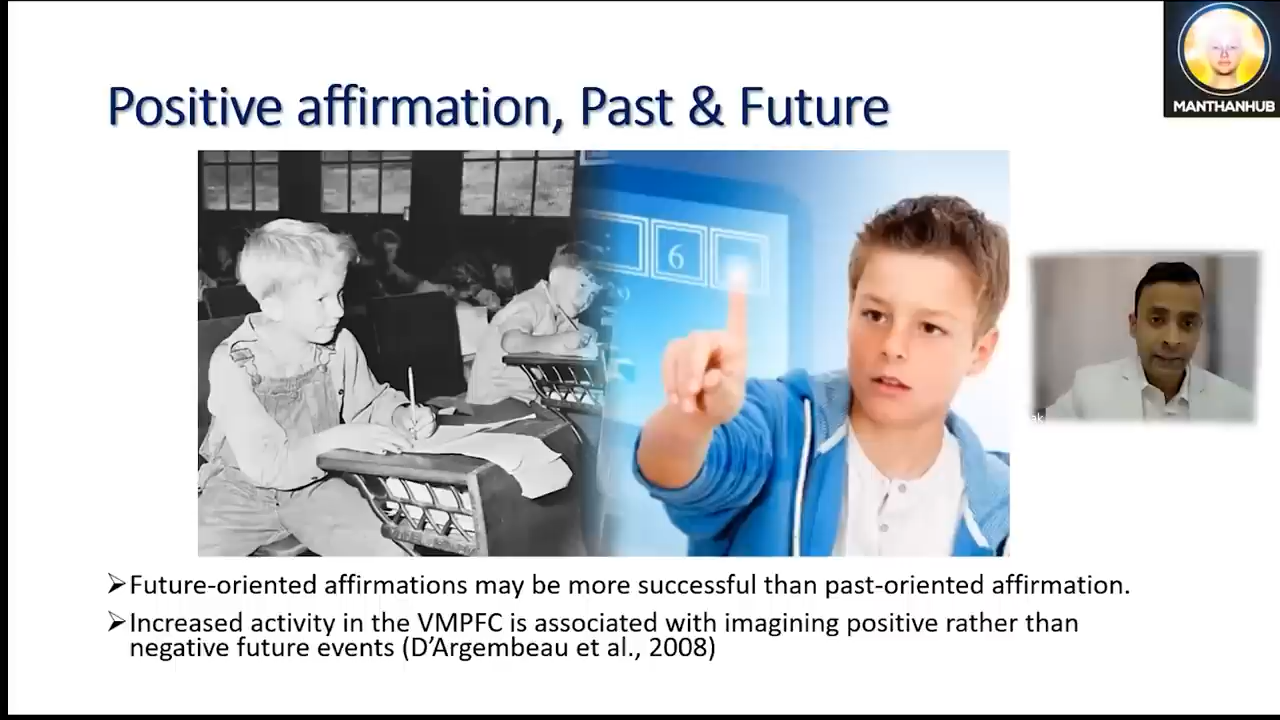 MANTHANHUB
Positive affirmation, Past & Future
6
ak
➢Future-oriented affirmations may be more successful than past-oriented affirmation.
➢Increased activity in the VMPFC is associated with imagining positive rather than
negative future events (D’Argembeau et al., 2008)